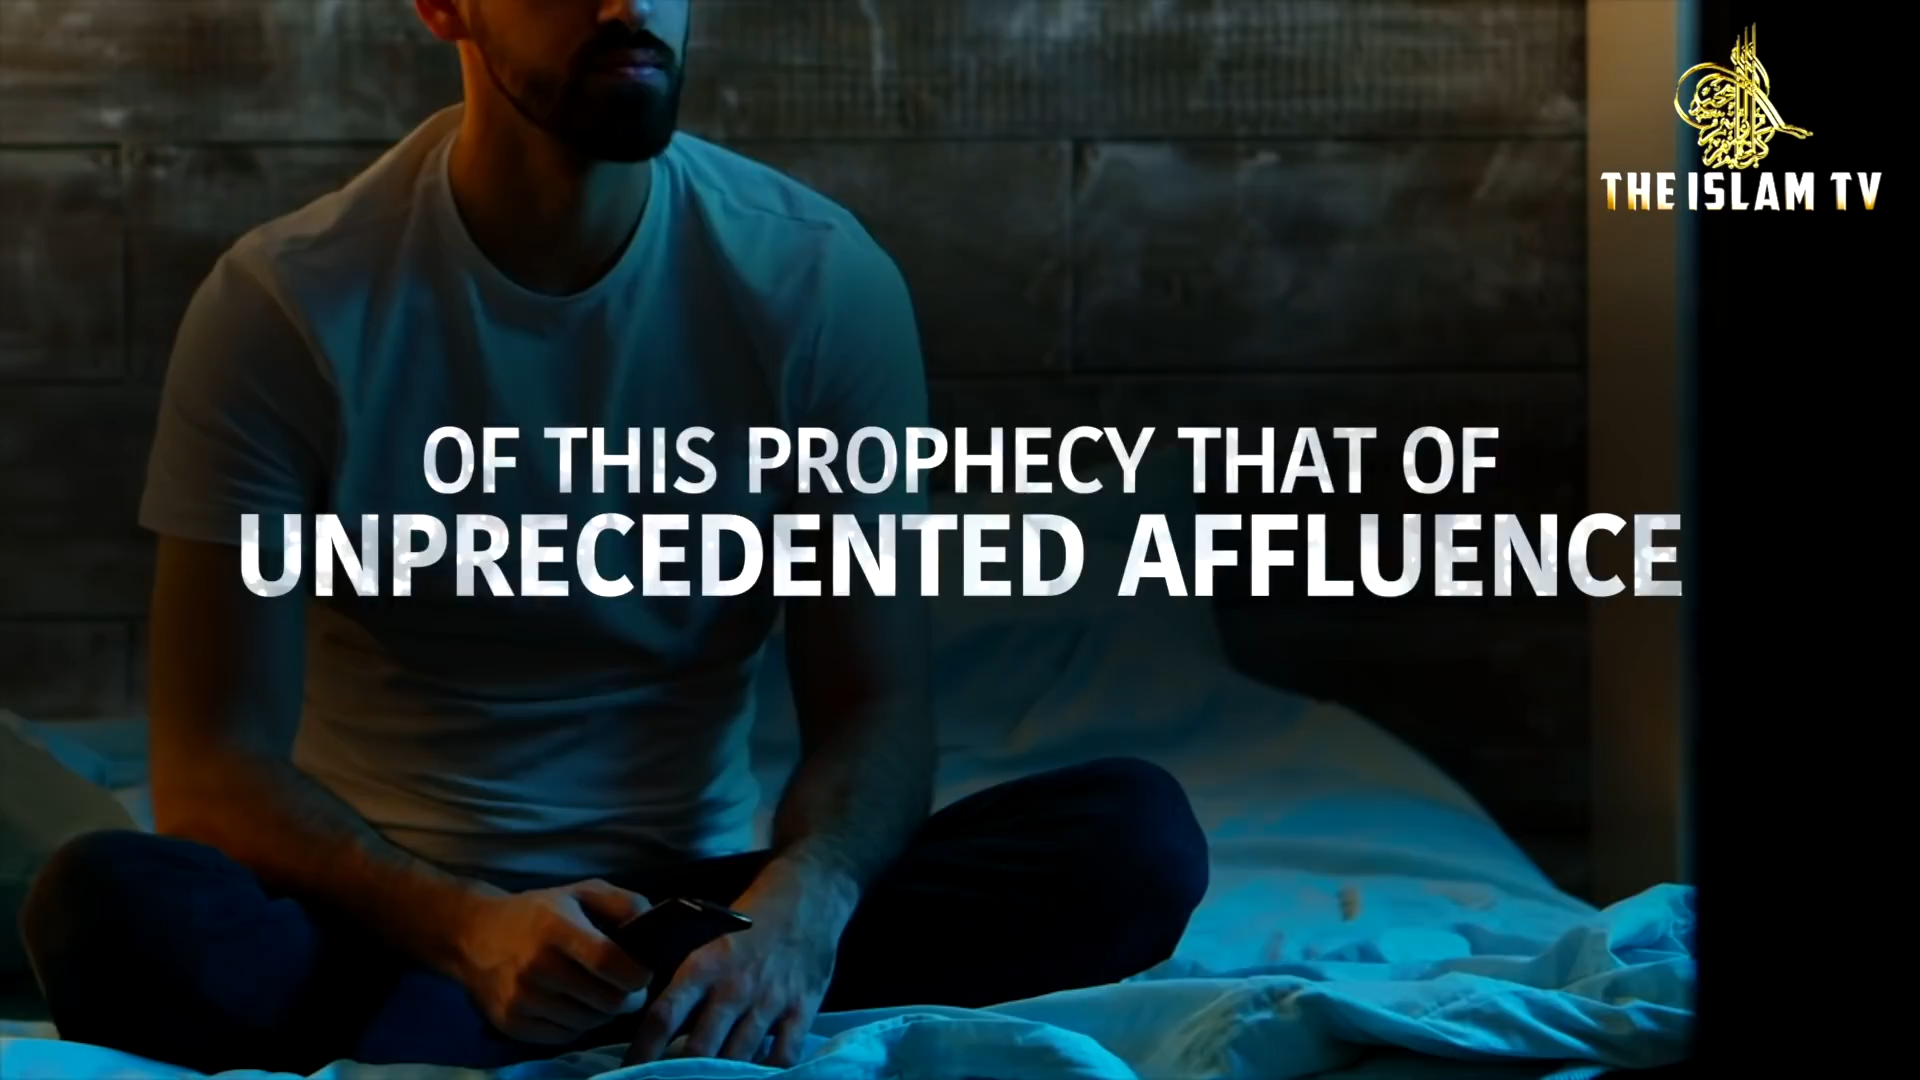 THE ISLAM TV
OF THIS PROPHECY THAT OF
UNPRECEDENTED AFFLUENCE